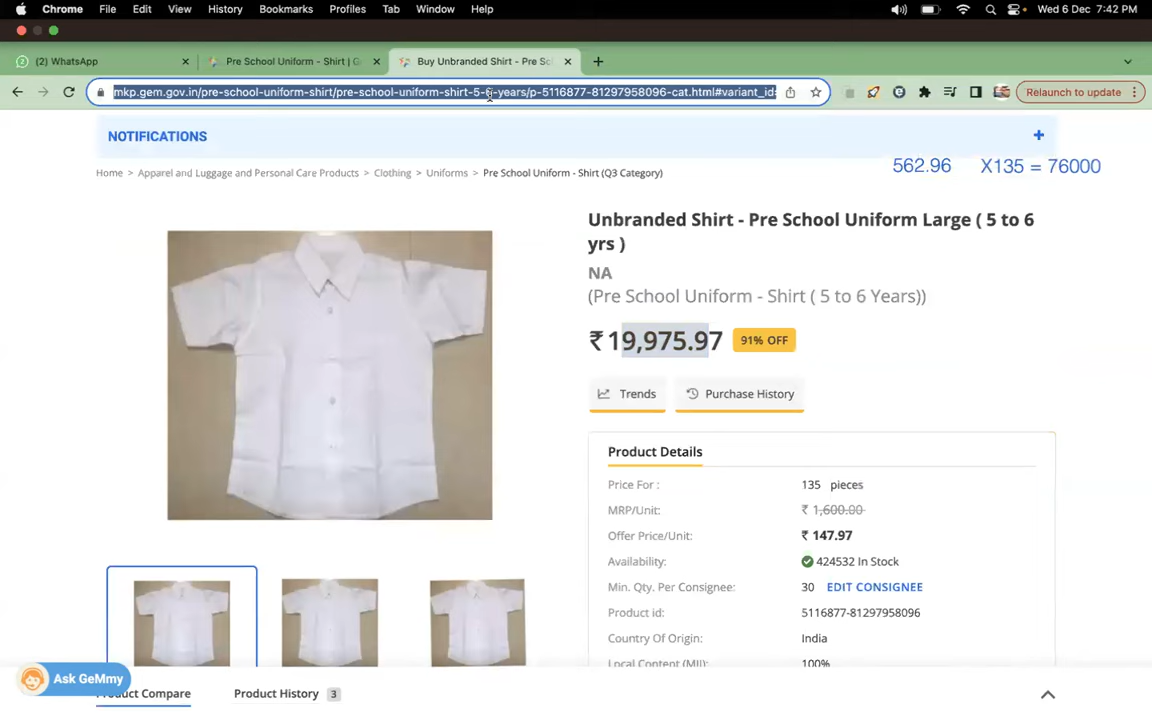 Chrome File Edit View History Bookmarks Profiles Tab Window Help Wed 6 Dec 7:42 PM
(2) WhatsApp Pre School Uniform - Shirt | G Buy Unbranded Shirt - Pre Sc
mkp.gem.gov.in/pre-school-uniform-shirt/pre-school-uniform-shirt-5-6-years/p-5116877-81297958096-cat.html#variant_id: Relaunch to update
NOTIFICATIONS +
562.96 X135 = 76000
Home > Apparel and Luggage and Personal Care Products > Clothing > Uniforms > Pre School Uniform - Shirt (Q3 Category)
Unbranded Shirt - Pre School Uniform Large ( 5 to 6
yrs )
NA
(Pre School Uniform - Shirt ( 5 to 6 Years))
₹ 19,975.97 91% OFF
Trends Purchase History
Product Details
Price For : 135 pieces
MRP/Unit: ₹ 1,600.00
Offer Price/Unit: ₹ 147.97
Availability: 424532 In Stock
Min. Qty. Per Consignee: 30 EDIT CONSIGNEE
Product id: 5116877-81297958096
Country Of Origin: India
Local Content (MII): 100%
Ask GeMmy
Product Compare Product History 3